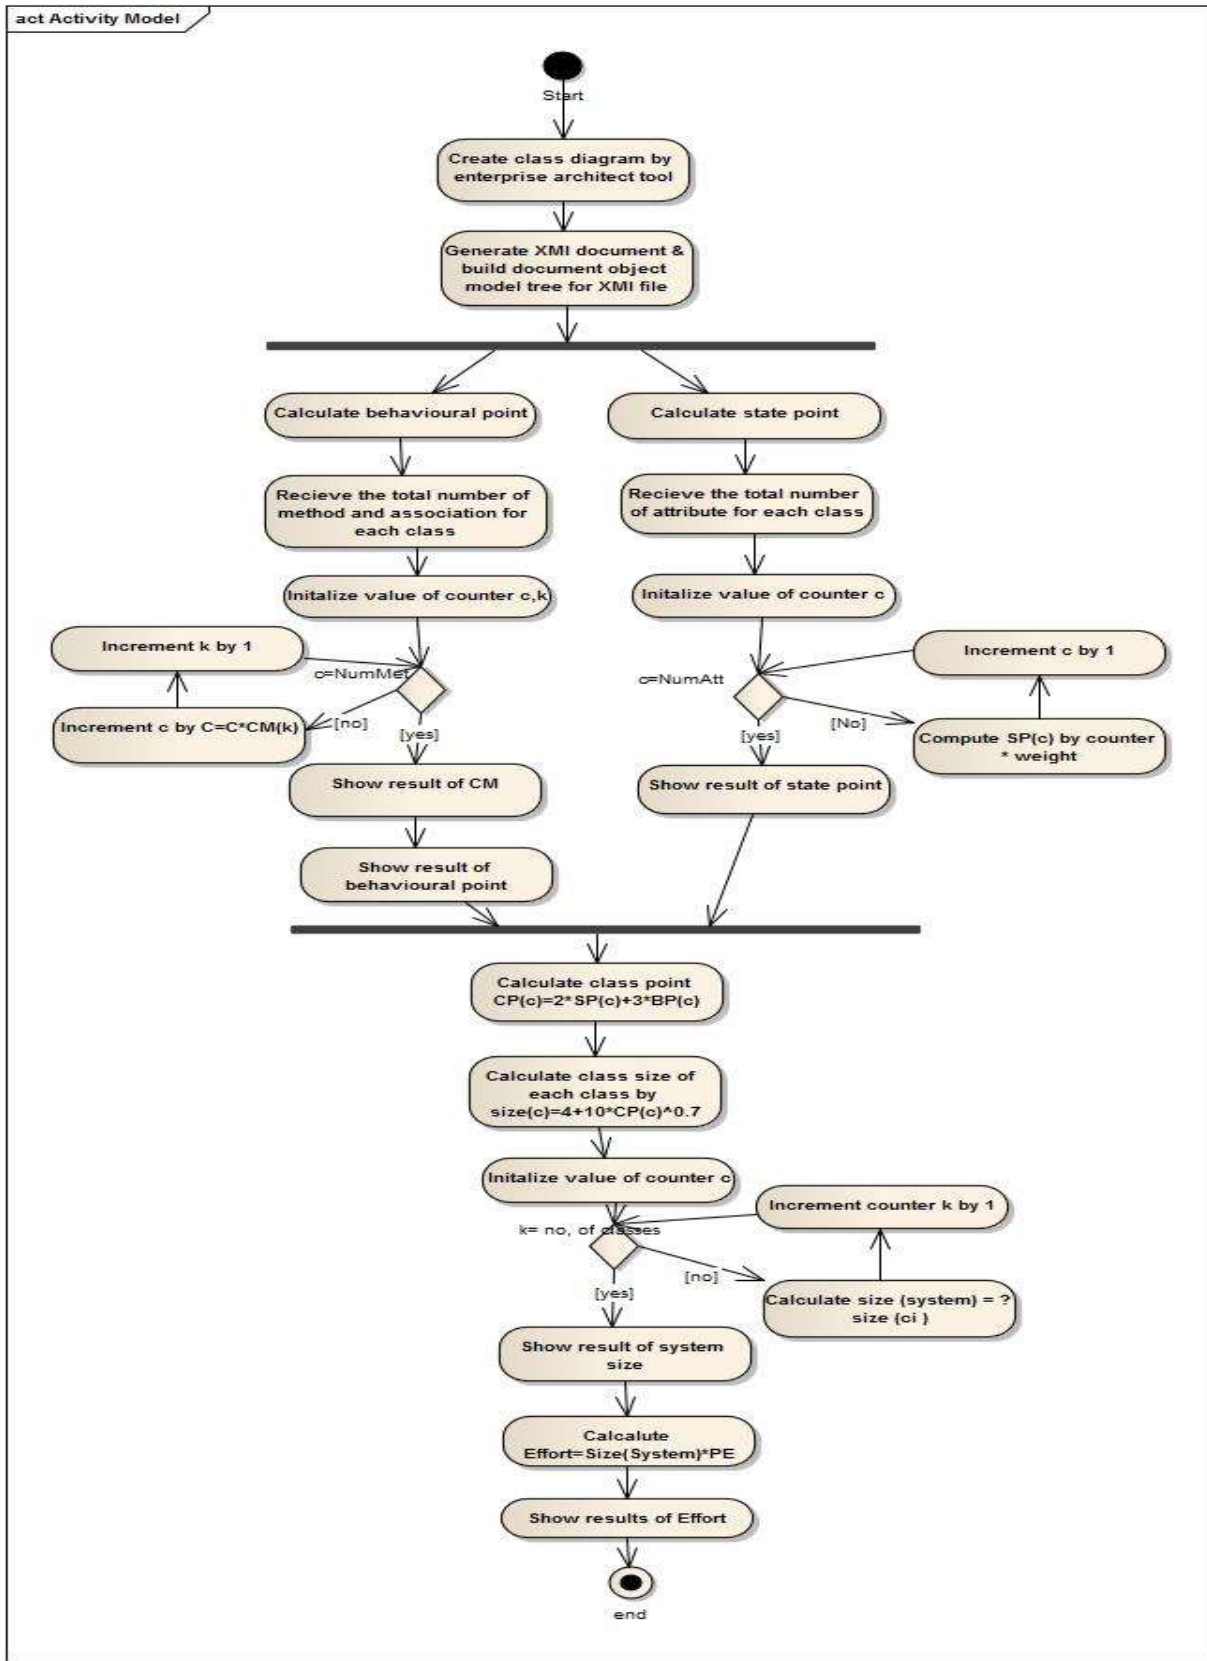 act Activity Model
Start
Create class diagram by
enterprise architect tool
Generate XMI document &
build document object
model tree for XMI file
Calculate behavioural point
Calculate state point
Recieve the total number of
method and association for
each class
Recieve the total number
of attribute for each class
Initalize value of counter c,k
Initalize value of counter c
Increment k by 1
c=NumMet
c=NumAtt
Increment c by 1
Increment c by C=C*CM(k)
[no]
[yes]
[yes]
[No]
Compute SP(c) by counter
* weight
Show result of CM
Show result of state point
Show result of
behavioural point
Calculate class point
CP(c)=2*SP(c)+3*BP(c)
Calculate class size of
each class by
size(c)=4+10*CP(c)^0.7
Initalize value of counter c
Increment counter k by 1
k= no, of classes
[no]
[yes]
Calculate size (system) = ?
size (ci )
Show result of system
size
Calcalute
Effort=Size(System)*PE
Show results of Effort
end